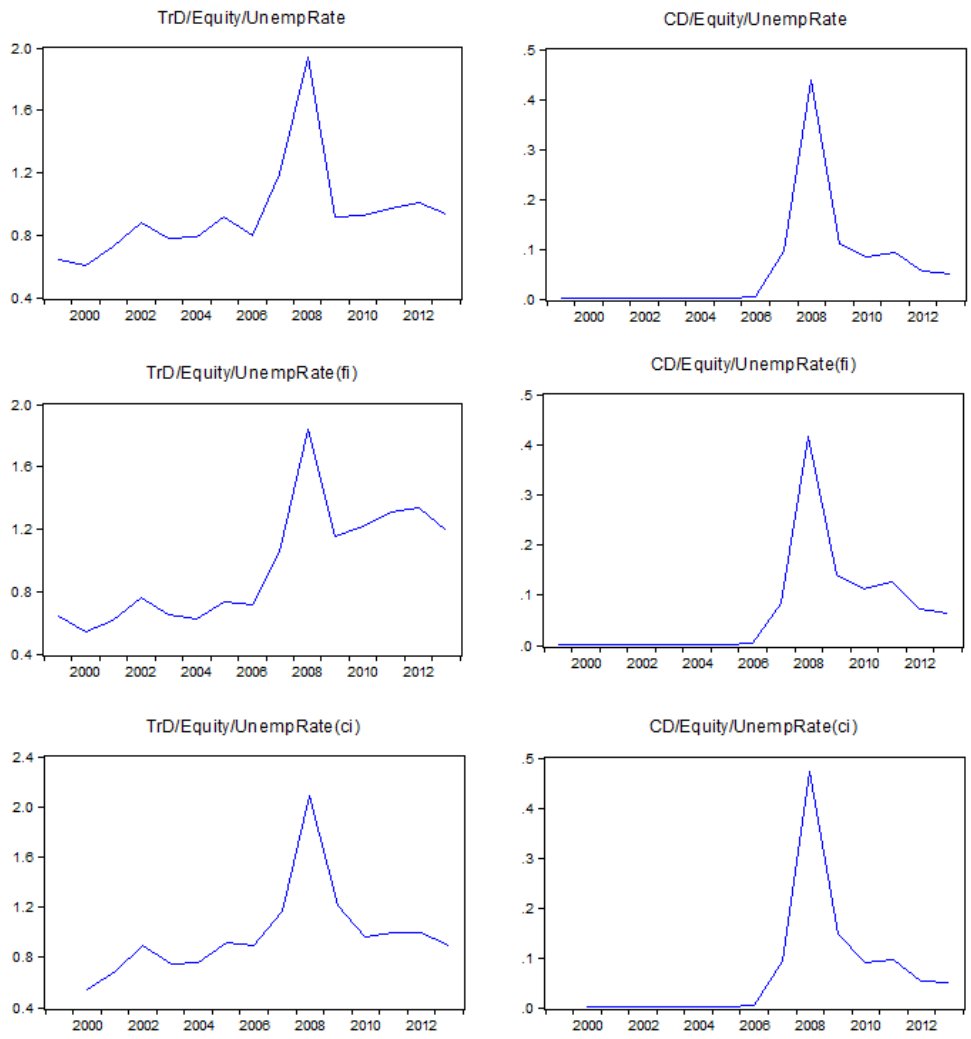 TrD/Equity/UnempRate
2.0
1.6
1.2
0.8
0.4
2000 2002 2004 2006 2008 2010 2012
CD/Equity/UnempRate
.5
.4
.3
.2
.1
.0
2000 2002 2004 2006 2008 2010 2012
TrD/Equity/UnempRate(fi)
2.0
1.6
1.2
0.8
0.4
2000 2002 2004 2006 2008 2010 2012
CD/Equity/UnempRate(fi)
.5
.4
.3
.2
.1
.0
2000 2002 2004 2006 2008 2010 2012
TrD/Equity/UnempRate(ci)
2.4
2.0
1.6
1.2
0.8
0.4
2000 2002 2004 2006 2008 2010 2012
CD/Equity/UnempRate(ci)
.5
.4
.3
.2
.1
.0
2000 2002 2004 2006 2008 2010 2012